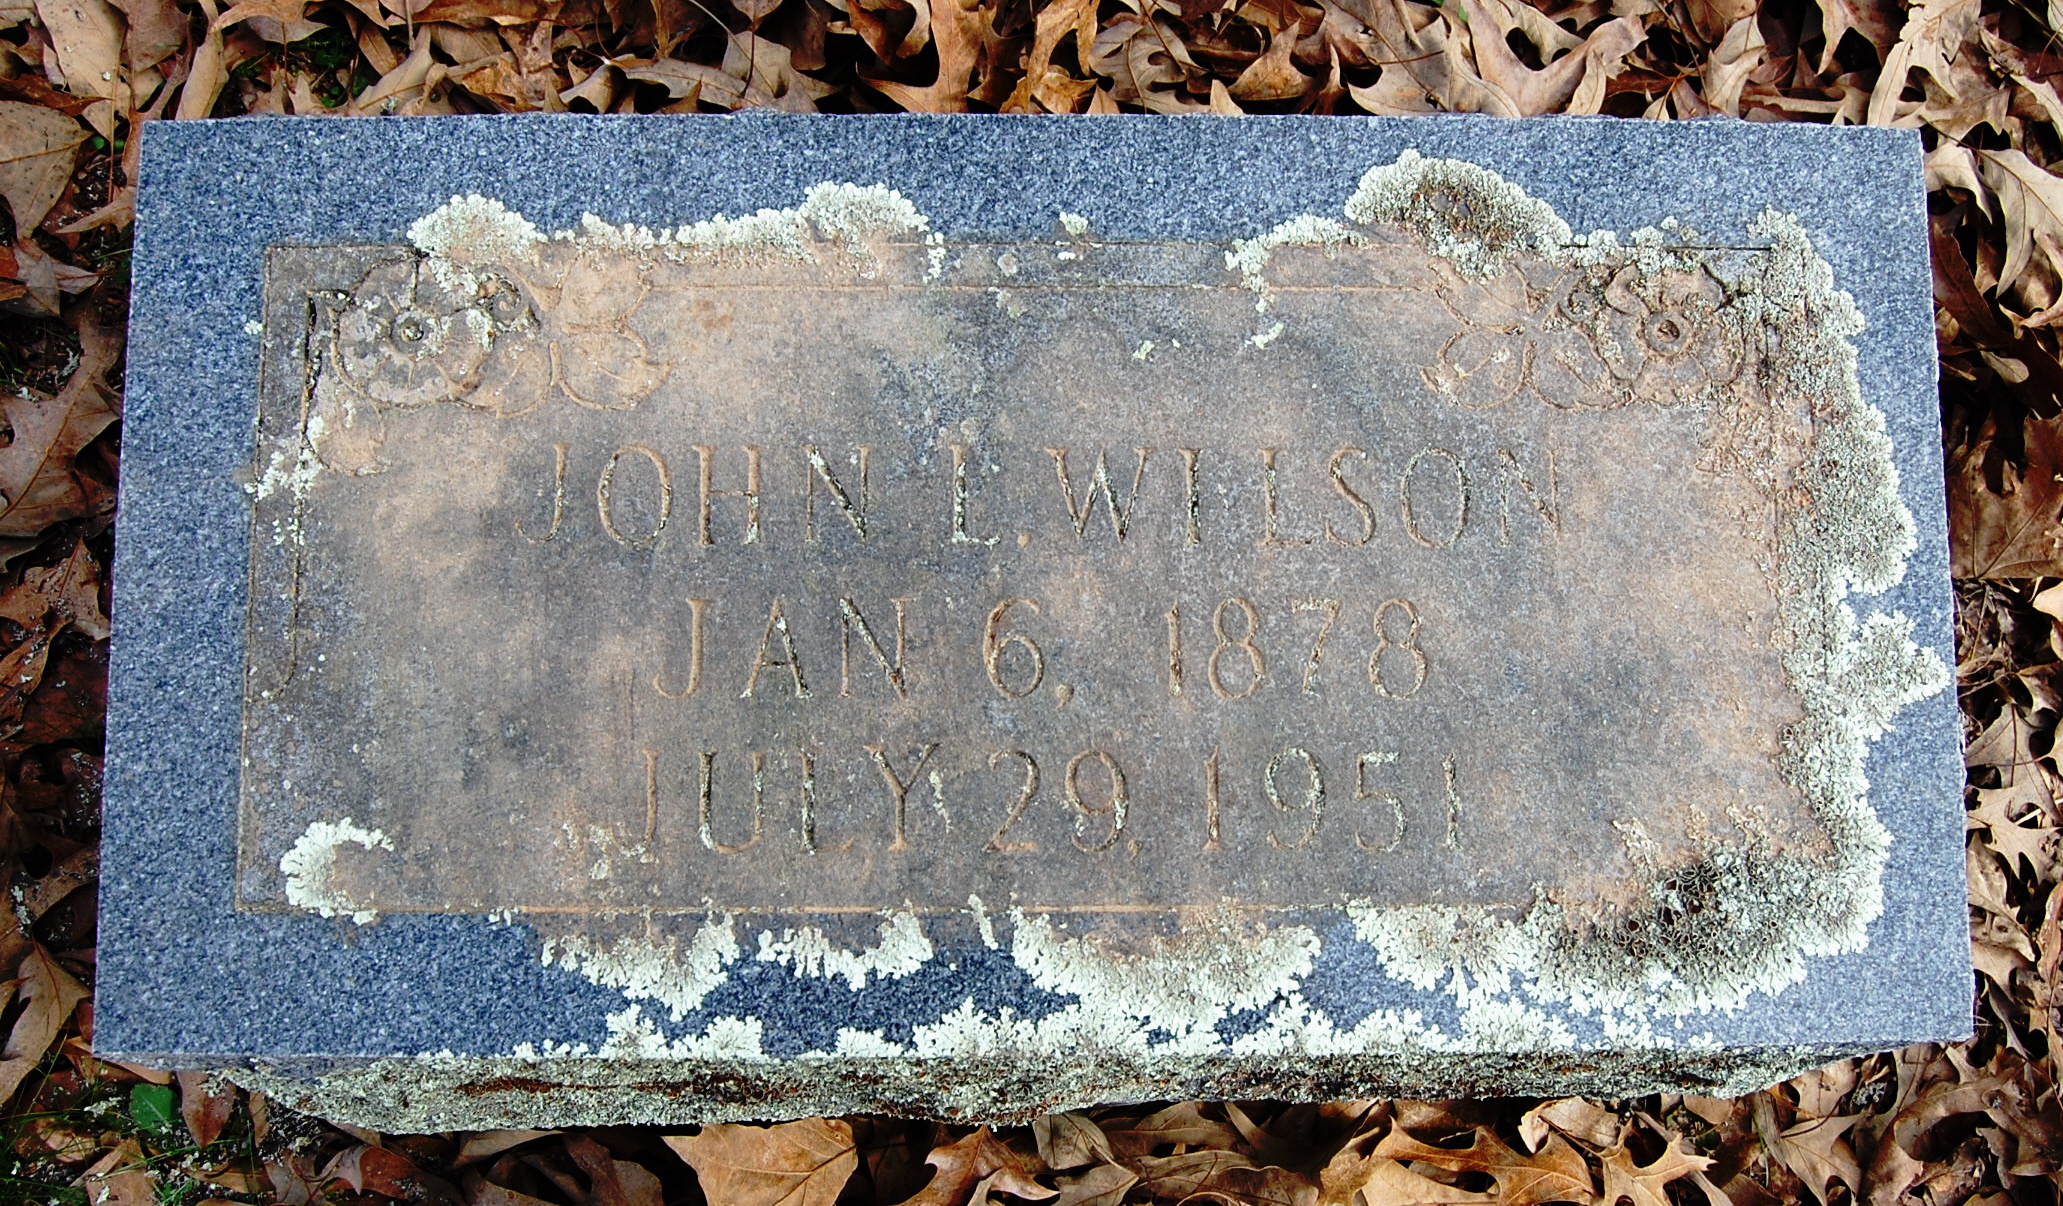 JOHN L. WILSON
JAN 6, 1878
JULY 29, 1951